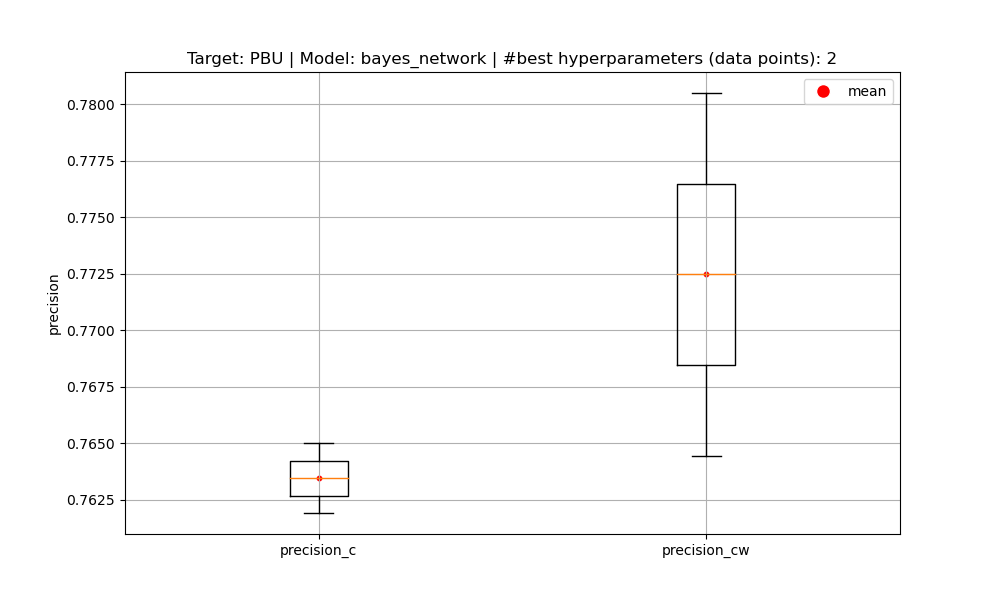 Target: PBU | Model: bayes_network | #best hyperparameters (data points): 2
mean
0.7800
0.7775
0.7750
0.7725
0.7700
0.7675
0.7650
0.7625
precision
precision_c
precision_cw